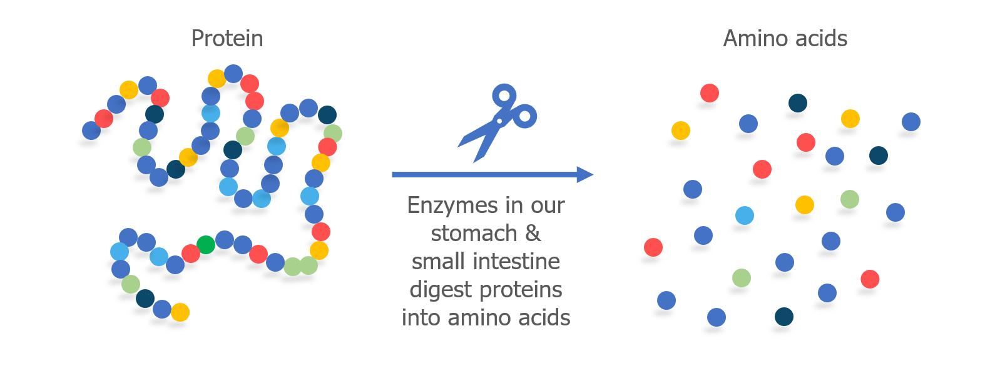 Protein
Amino acids
Enzymes in our
stomach &
small intestine
digest proteins
into amino acids